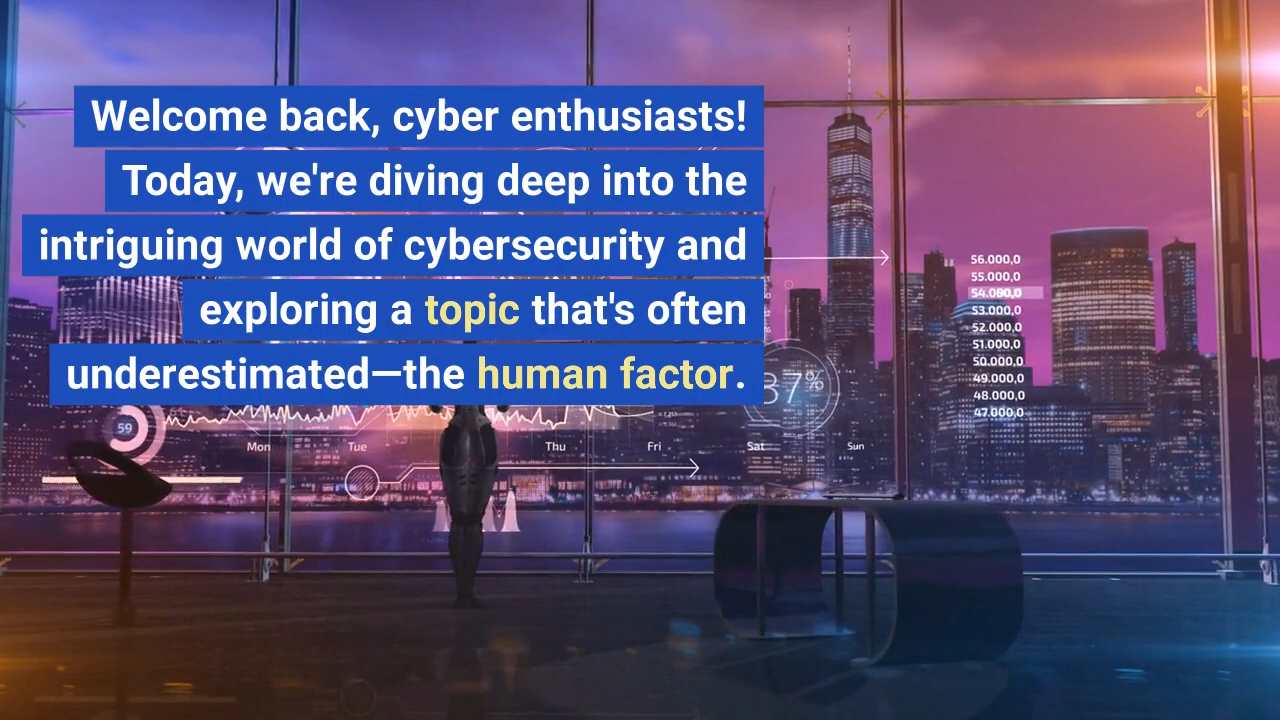 Welcome back, cyber enthusiasts!
Today, we're diving deep into the
intriguing world of cybersecurity and
exploring a topic that's often
underestimated—the human factor.
56.000,0
55.000,0
54.000,0
53.000,0
52.000,0
51.000,0
50.000,0
49.000,0
48.000,0
47.000,0
37%
59
Mon Tue Thu Fri Sat Sun